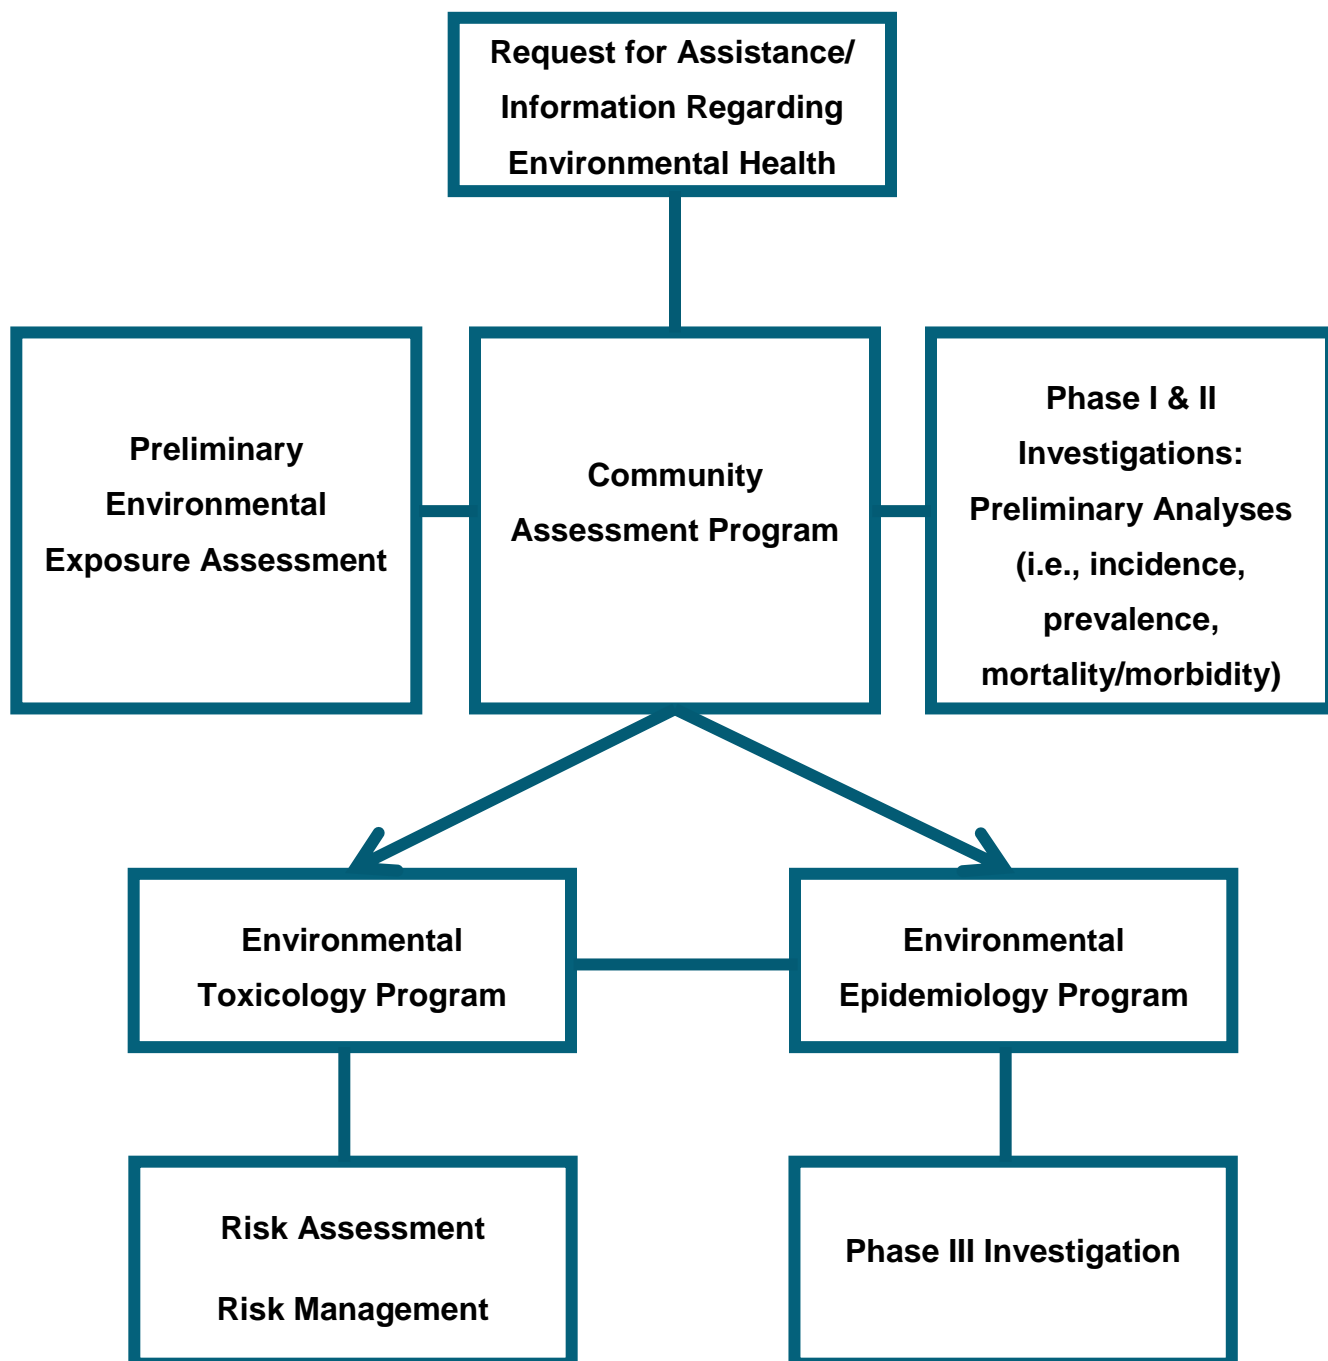 Request for Assistance/
Information Regarding
Environmental Health
Preliminary
Environmental
Exposure Assessment
Community
Assessment Program
Phase I & II
Investigations:
Preliminary Analyses
(i.e., incidence,
prevalence,
mortality/morbidity)
Environmental
Toxicology Program
Environmental
Epidemiology Program
Risk Assessment
Risk Management
Phase III Investigation